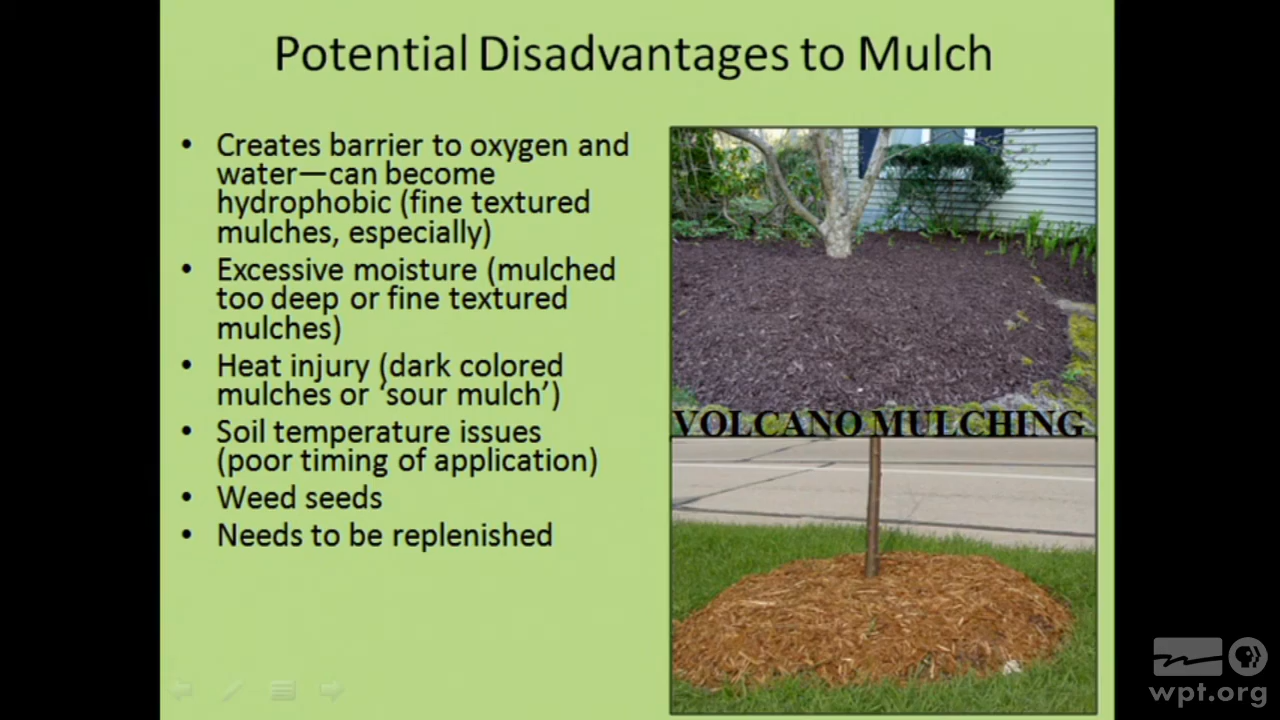 Potential Disadvantages to Mulch
• Creates barrier to oxygen and
water—can become
hydrophobic (fine textured
mulches, especially)
• Excessive moisture (mulched
too deep or fine textured
mulches)
• Heat injury (dark colored
mulches or ‘sour mulch’)
• Soil temperature issues
(poor timing of application)
• Weed seeds
• Needs to be replenished
VOLCANO MULCHING
wpt.org